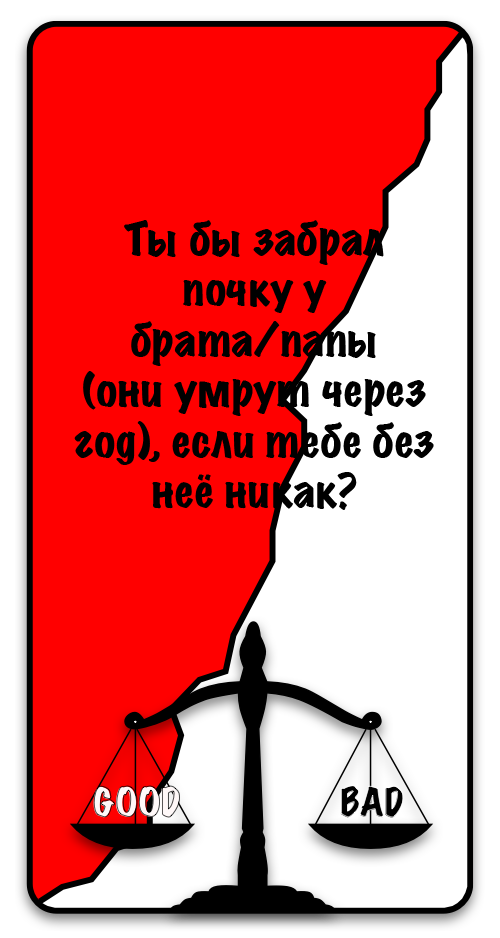 Ты бы забрал
почку у
брата/папы
(они умрут через
год), если тебе без
неё никак?
GOOD
BAD